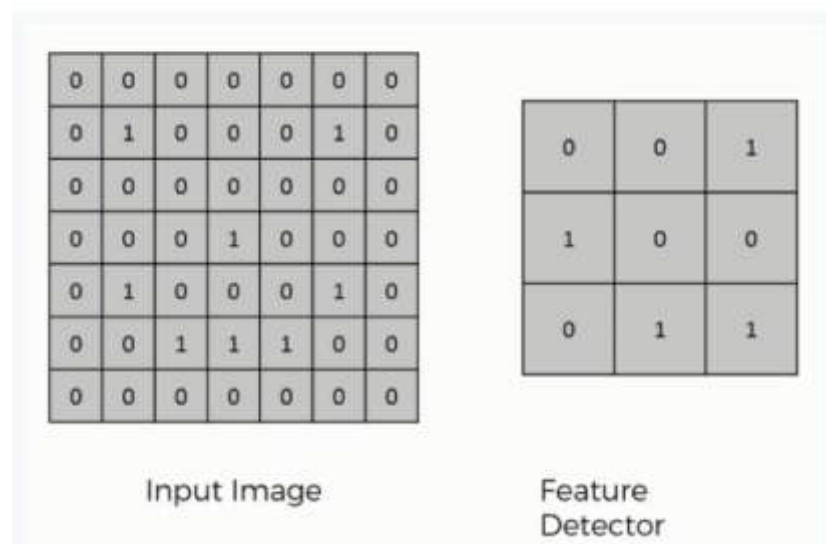 0 0 0 0 0 0 0
0 1 0 0 0 1 0
0 0 0 0 0 0 0
0 0 0 1 0 0 0
0 1 0 0 0 1 0
0 0 1 1 1 0 0
0 0 0 0 0 0 0
Input Image
0 0 1
1 0 0
0 1 1
Feature
Detector